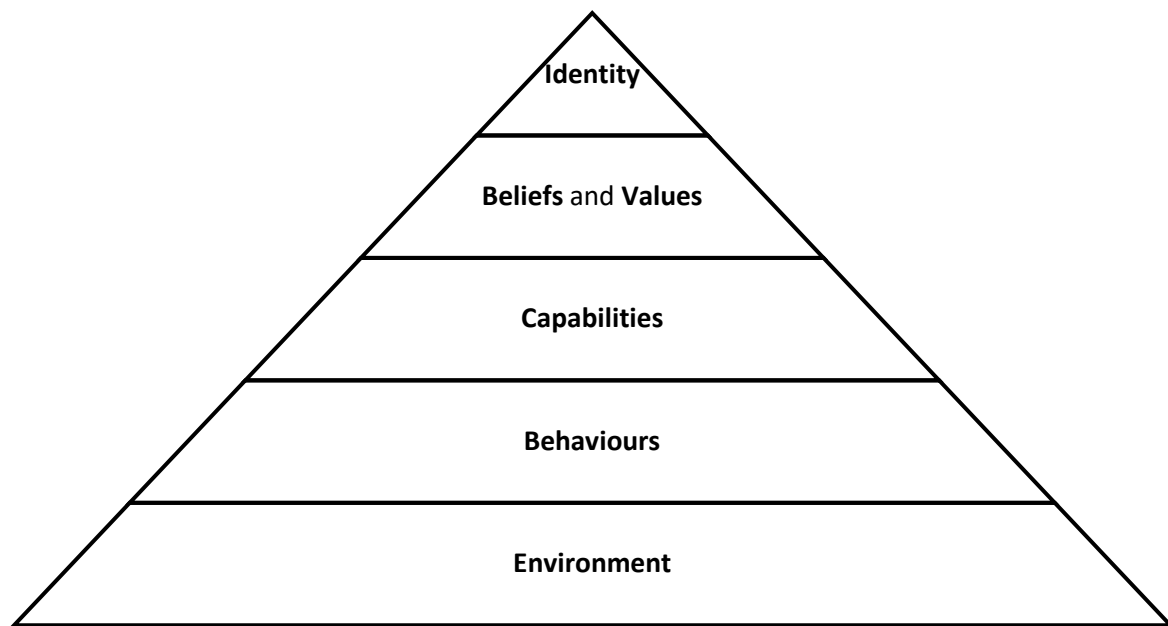 Identity
Beliefs and Values
Capabilities
Behaviours
Environment